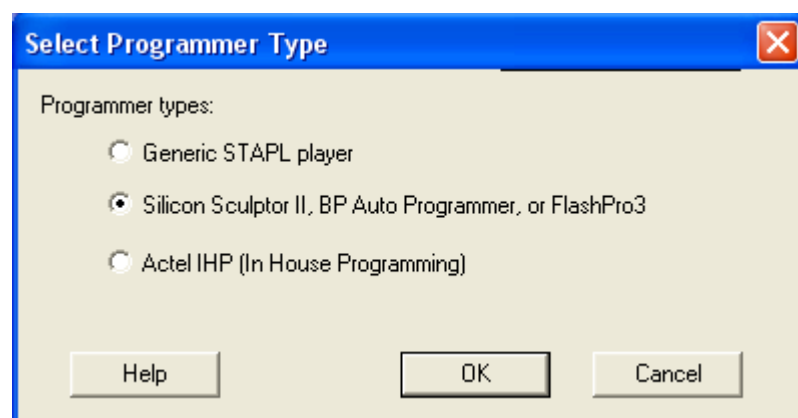 Select Programmer Type
Programmer types:
Generic STAPL player
Silicon Sculptor II, BP Auto Programmer, or FlashPro3
Actel IHP (In House Programming)
Help OK Cancel